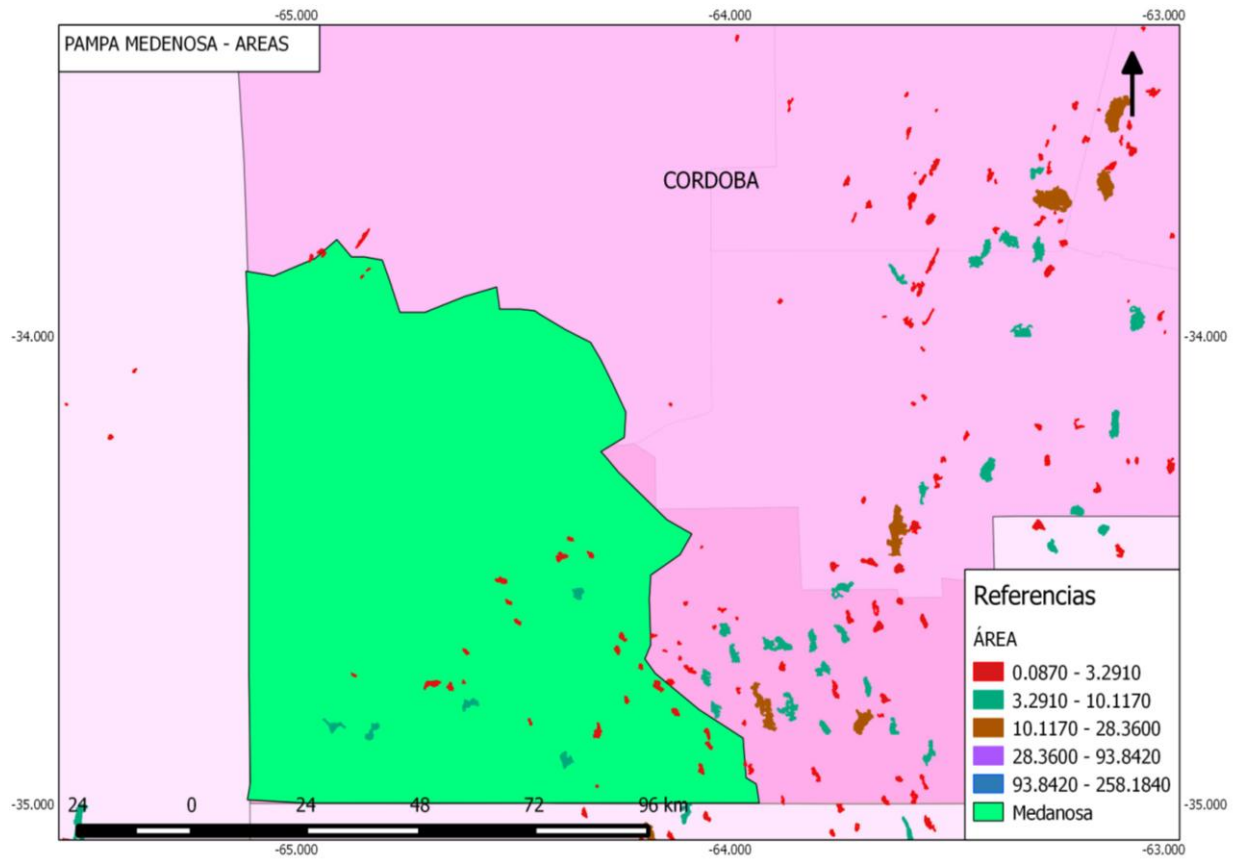 -65.000 -64.000 -63.000
PAMPA MEDENOSA - AREAS
CORDOBA
-34.000 -34.000
Referencias
ÁREA
0.0870 - 3.2910
3.2910 - 10.1170
10.1170 - 28.3600
28.3600 - 93.8420
93.8420 - 258.1840
Medanosa
24 0 24 48 72 96 km
-35.000
-65.000 -64.000 -63.000